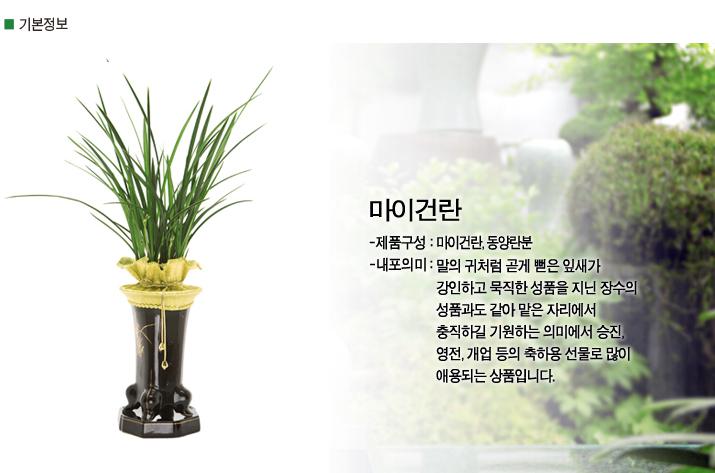 ■ 기본정보
마이건란
-제품구성 : 마이건란, 동양란분
-내포의미 : 말의 귀처럼 곧게 뻗은 잎새가
강인하고 묵직한 성품을 지닌 장수의
성품과도 같아 맡은 자리에서
충직하길 기원하는 의미에서 승진,
영전, 개업 등의 축하용 선물로 많이
애용되는 상품입니다.